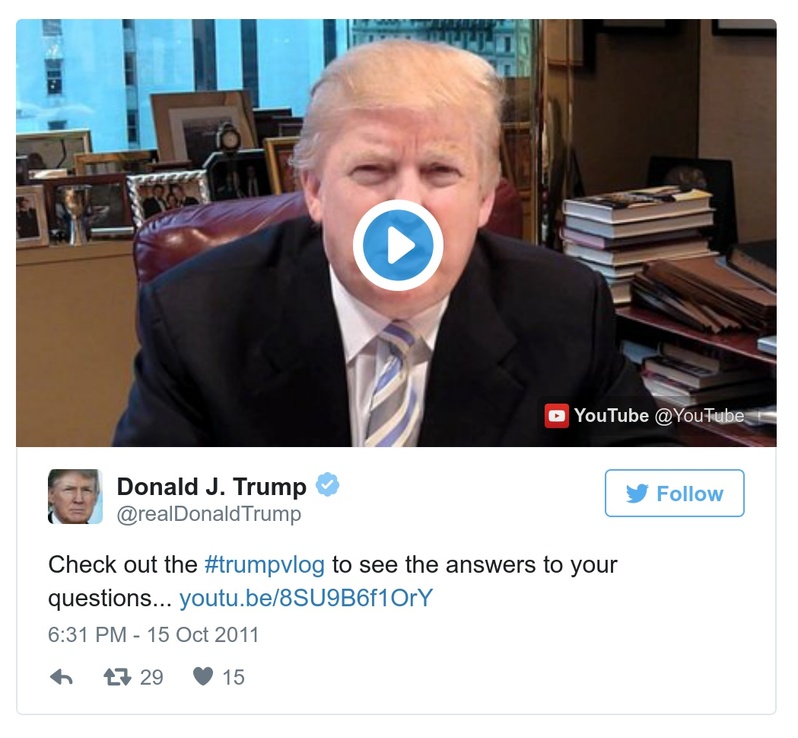 YouTube @YouTube
Donald J. Trump
@realDonaldTrump
Follow
Check out the #trumpvlog to see the answers to your
questions... youtu.be/8SU9B6f1OrY
6:31 PM - 15 Oct 2011
29 15